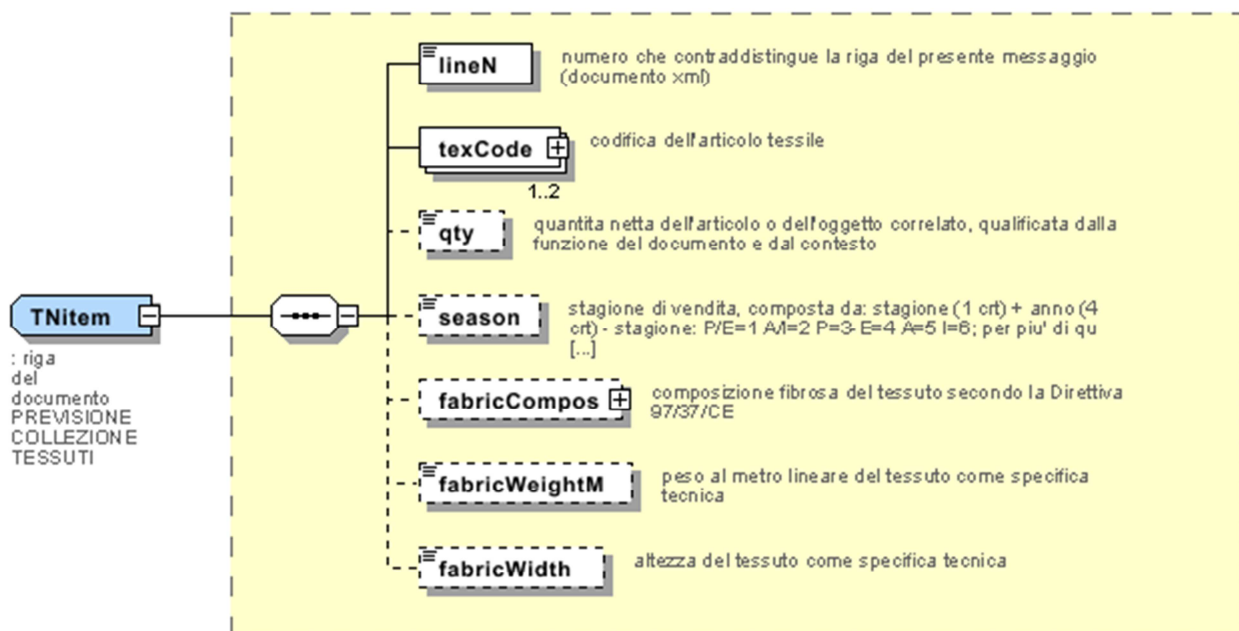 lineN
numero che contraddistingue la riga del presente messaggio
(documento xml)
texCode
codifica dell'articolo tessile
1..2
qty
quantita netta dell'articolo o dell'oggetto correlato, qualificata dalla
funzione del documento e dal contesto
TNitem
: riga
del
documento
PREVISIONE
COLLEZIONE
TESSUTI
season
stagione di vendita, composta da: stagione (1 crt) + anno (4
crt) - stagione: P/E=1 A/I=2 P=3 E=4 A=5 I=6; per piu' di qu
[...]
fabricCompos
composizione fibrosa del tessuto secondo la Direttiva
97/37/CE
fabricWeightM
peso al metro lineare del tessuto come specifica
tecnica
fabricWidth
altezza del tessuto come specifica tecnica